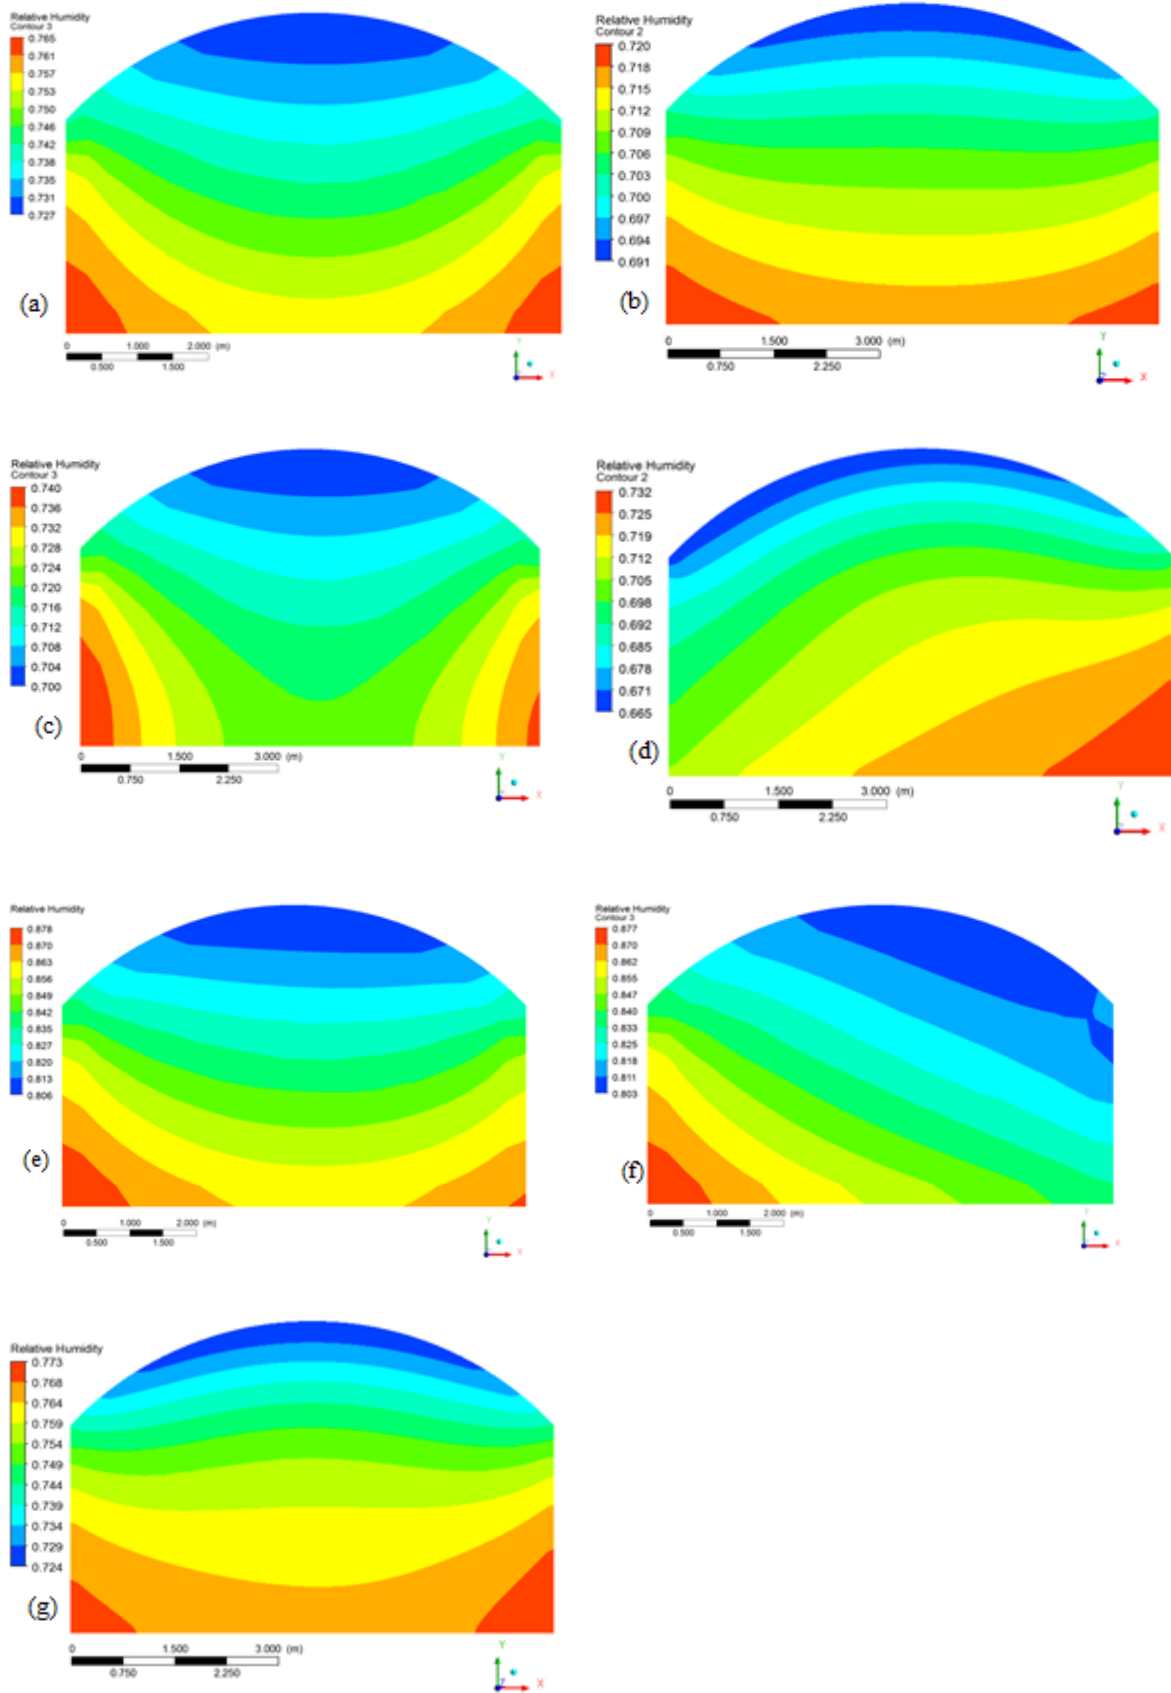 Relative Humidity
Contour 3
0.765
0.761
0.757
0.753
0.750
0.746
0.742
0.738
0.735
0.731
0.727
(a)
0 1.000 2.000 (m)
0.500 1.500
Y
X
Relative Humidity
Contour 2
0.720
0.718
0.715
0.712
0.709
0.706
0.703
0.700
0.697
0.694
0.691
(b)
0 1.500 3.000 (m)
0.750 2.250
Y
Z X
Relative Humidity
Contour 3
0.740
0.736
0.732
0.728
0.724
0.720
0.716
0.712
0.708
0.704
0.700
(c)
0 1.500 3.000 (m)
0.750 2.250
Y
X
Relative Humidity
Contour 2
0.732
0.725
0.719
0.712
0.705
0.698
0.692
0.685
0.678
0.671
0.665
(d)
0 1.500 3.000 (m)
0.750 2.250
Y
X
Relative Humidity
0.878
0.870
0.863
0.856
0.849
0.842
0.835
0.827
0.820
0.813
0.806
(e)
0 1.000 2.000 (m)
0.500 1.500
Y
X
Relative Humidity
Contour 3
0.877
0.870
0.862
0.855
0.847
0.840
0.833
0.825
0.818
0.811
0.803
(f)
0 1.000 2.000 (m)
0.500 1.500
Y
X
Relative Humidity
0.773
0.768
0.764
0.759
0.754
0.749
0.744
0.739
0.734
0.729
0.724
(g)
0 1.500 3.000 (m)
0.750 2.250
Y
Z X